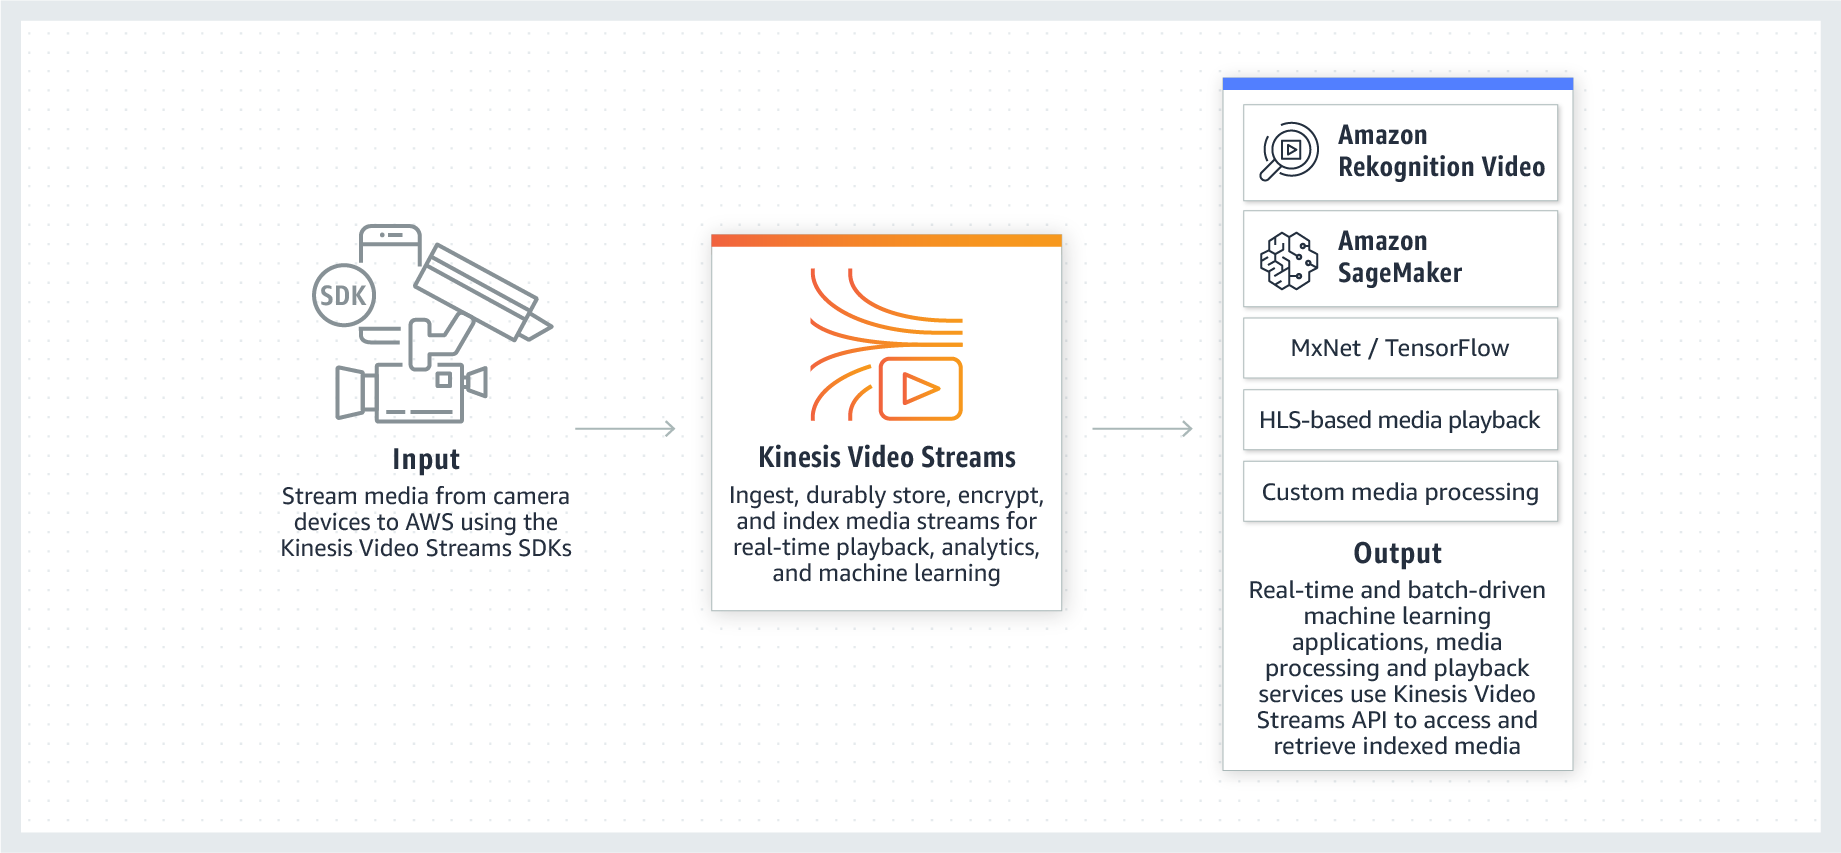 SDK
Input
Stream media from camera
devices to AWS using the
Kinesis Video Streams SDKs
Kinesis Video Streams
Ingest, durably store, encrypt,
and index media streams for
real-time playback, analytics,
and machine learning
Amazon
Rekognition Video
Amazon
SageMaker
MxNet / TensorFlow
HLS-based media playback
Custom media processing
Output
Real-time and batch-driven
machine learning
applications, media
processing and playback
services use Kinesis Video
Streams API to access and
retrieve indexed media